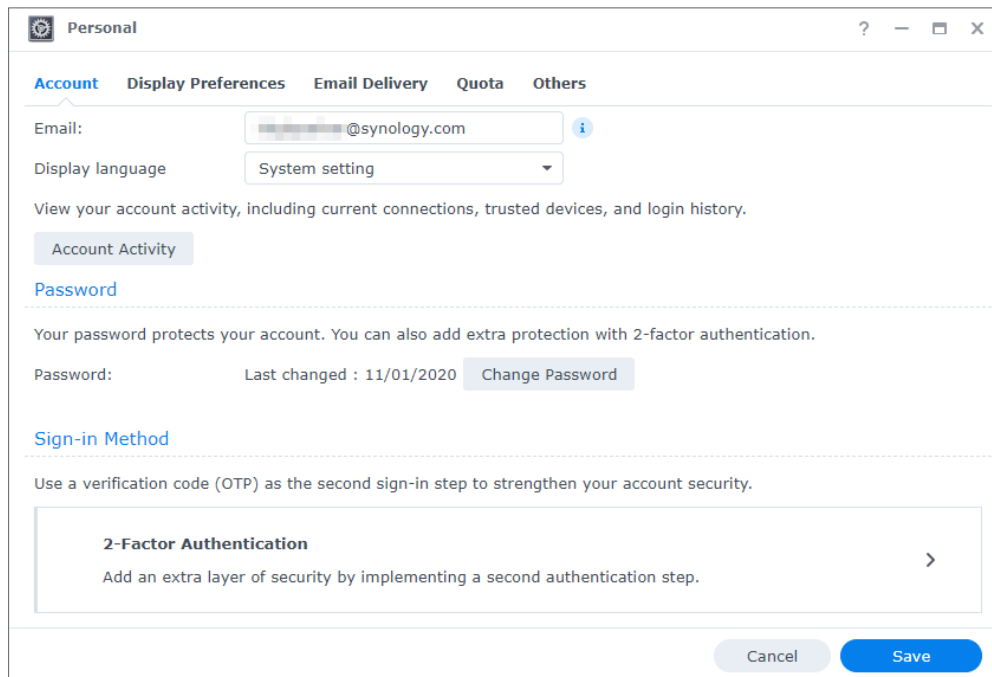 Personal
Account Display Preferences Email Delivery Quota Others
Email: @synology.com
Display language System setting
View your account activity, including current connections, trusted devices, and login history.
Account Activity
Password
Your password protects your account. You can also add extra protection with 2-factor authentication.
Password: Last changed : 11/01/2020 Change Password
Sign-in Method
Use a verification code (OTP) as the second sign-in step to strengthen your account security.
2-Factor Authentication
Add an extra layer of security by implementing a second authentication step.
Cancel Save